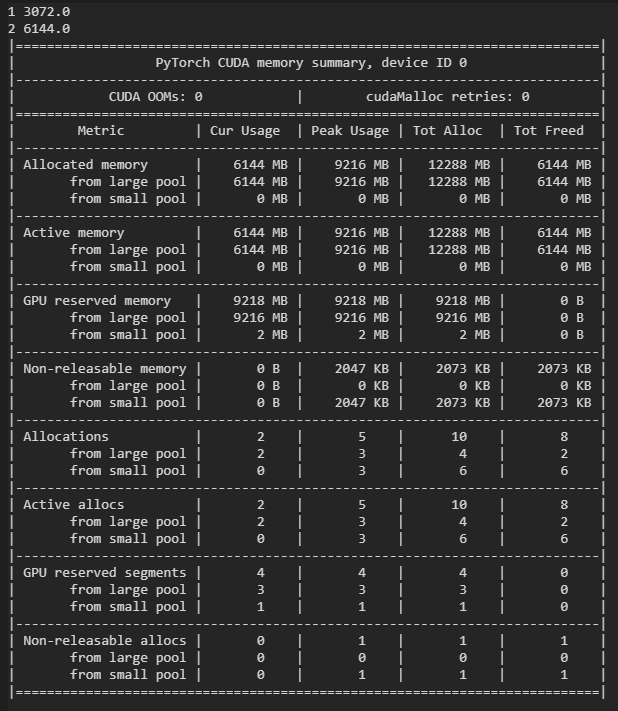 1 3072.0
2 6144.0
|===========================================================================|
|                  PyTorch CUDA memory summary, device ID 0                 |
|---------------------------------------------------------------------------|
|            CUDA OOMs: 0            |        cudaMalloc retries: 0         |
|===========================================================================|
|        Metric         | Cur Usage  | Peak Usage | Tot Alloc  | Tot Freed  |
|---------------------------------------------------------------------------|
| Allocated memory      |    6144 MB |    9216 MB |   12288 MB |    6144 MB |
|       from large pool |    6144 MB |    9216 MB |   12288 MB |    6144 MB |
|       from small pool |       0 MB |       0 MB |       0 MB |       0 MB |
|---------------------------------------------------------------------------|
| Active memory         |    6144 MB |    9216 MB |   12288 MB |    6144 MB |
|       from large pool |    6144 MB |    9216 MB |   12288 MB |    6144 MB |
|       from small pool |       0 MB |       0 MB |       0 MB |       0 MB |
|---------------------------------------------------------------------------|
| GPU reserved memory   |    9218 MB |    9218 MB |    9218 MB |       0 B  |
|       from large pool |    9216 MB |    9216 MB |    9216 MB |       0 B  |
|       from small pool |       2 MB |       2 MB |       2 MB |       0 B  |
|---------------------------------------------------------------------------|
| Non-releasable memory |       0 B  |    2047 KB |    2073 KB |    2073 KB |
|       from large pool |       0 B  |       0 KB |       0 KB |       0 KB |
|       from small pool |       0 B  |    2047 KB |    2073 KB |    2073 KB |
|---------------------------------------------------------------------------|
| Allocations           |       2    |       5    |      10    |       8    |
|       from large pool |       2    |       3    |       4    |       2    |
|       from small pool |       0    |       3    |       6    |       6    |
|---------------------------------------------------------------------------|
| Active allocs         |       2    |       5    |      10    |       8    |
|       from large pool |       2    |       3    |       4    |       2    |
|       from small pool |       0    |       3    |       6    |       6    |
|---------------------------------------------------------------------------|
| GPU reserved segments |       4    |       4    |       4    |       0    |
|       from large pool |       3    |       3    |       3    |       0    |
|       from small pool |       1    |       1    |       1    |       0    |
|---------------------------------------------------------------------------|
| Non-releasable allocs |       0    |       1    |       1    |       1    |
|       from large pool |       0    |       0    |       0    |       0    |
|       from small pool |       0    |       1    |       1    |       1    |
|===========================================================================|